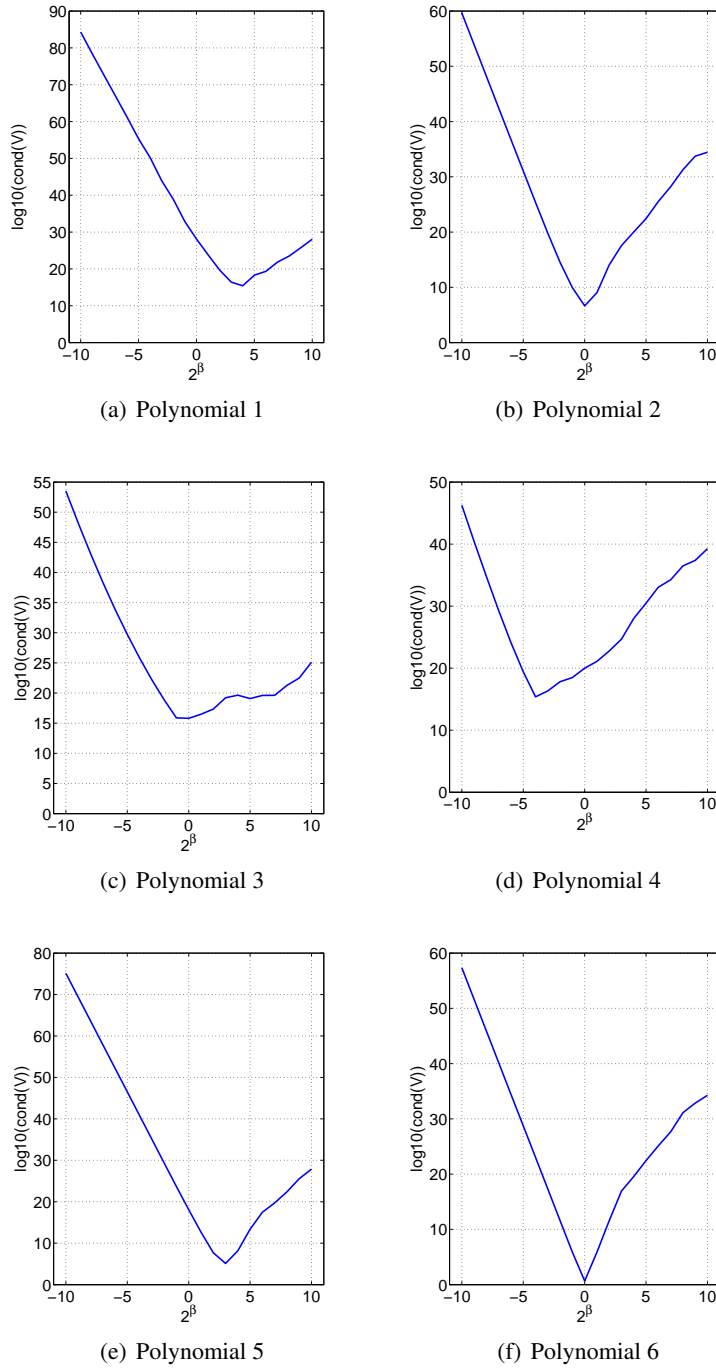 90
80
70
60
50
40
30
20
10
0
log10(cond(V))
−10 −5 0 5 10
2^β
(a) Polynomial 1
60
50
40
30
20
10
0
log10(cond(V))
−10 −5 0 5 10
2^β
(b) Polynomial 2
55
50
45
40
35
30
25
20
15
10
5
0
log10(cond(V))
−10 −5 0 5 10
2^β
(c) Polynomial 3
50
40
30
20
10
0
log10(cond(V))
−10 −5 0 5 10
2^β
(d) Polynomial 4
80
70
60
50
40
30
20
10
0
log10(cond(V))
−10 −5 0 5 10
2^β
(e) Polynomial 5
60
50
40
30
20
10
0
log10(cond(V))
−10 −5 0 5 10
2^β
(f) Polynomial 6